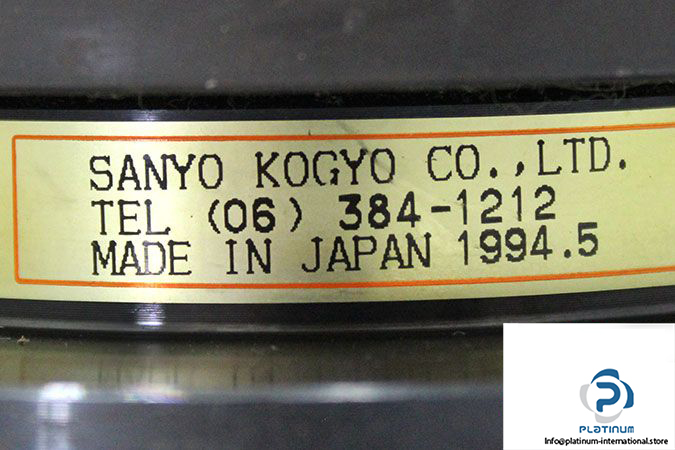 SANYO KOGYO CO.,LTD.
TEL (06) 384-1212
MADE IN JAPAN 1994.5
PLATINUM
Info@platinum-international.store